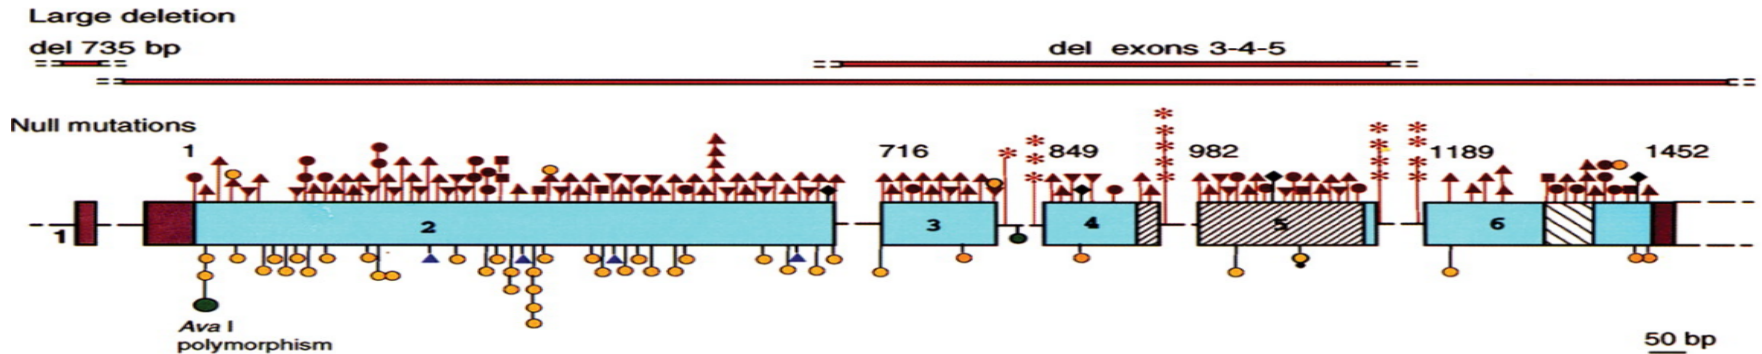 Large deletion
del 735 bp
del exons 3-4-5
Null mutations
1 716 849 982 1189 1452
1 2 3 4 5 6
Ava I
polymorphism
50 bp